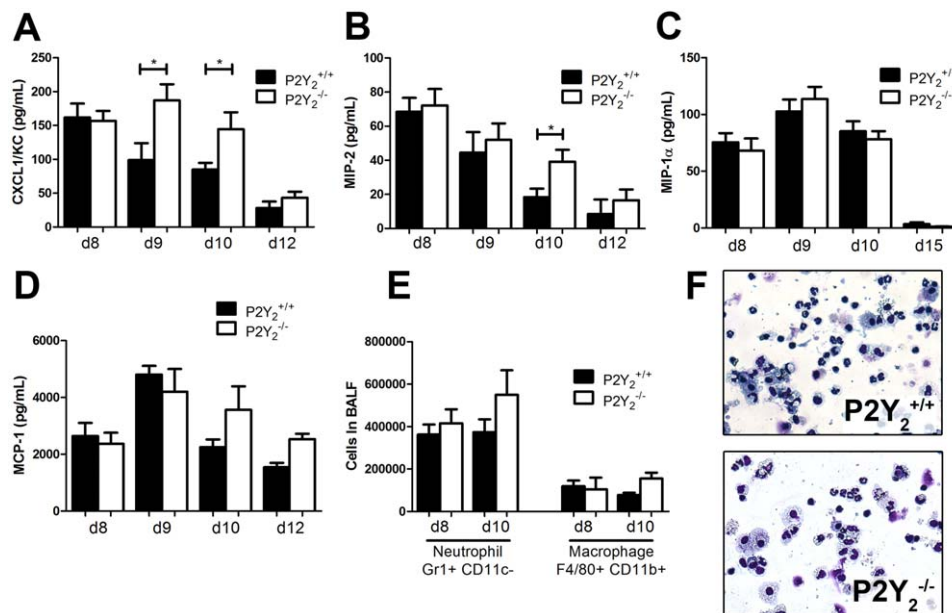 A
CXCL1/KC (pg/mL)
250
200
150
100
50
0
d8 d9 d10 d12
* *
P2Y2+/+
P2Y2-/-
B
MIP-2 (pg/mL)
100
80
60
40
20
0
d8 d9 d10 d12
*
P2Y2+/+
P2Y2-/-
C
MIP-1α (pg/mL)
150
100
50
0
d8 d9 d10 d15
P2Y2+/
P2Y2-/-
D
MCP-1 (pg/mL)
6000
4000
2000
0
d8 d9 d10 d12
P2Y2+/+
P2Y2-/-
E
Cells in BALF
800000
600000
400000
200000
0
d8 d10 d8 d10
Neutrophil Macrophage
Gr1+ CD11c- F4/80+ CD11b+
P2Y2+/+
P2Y2-/-
F
P2Y2+/+
P2Y2-/-